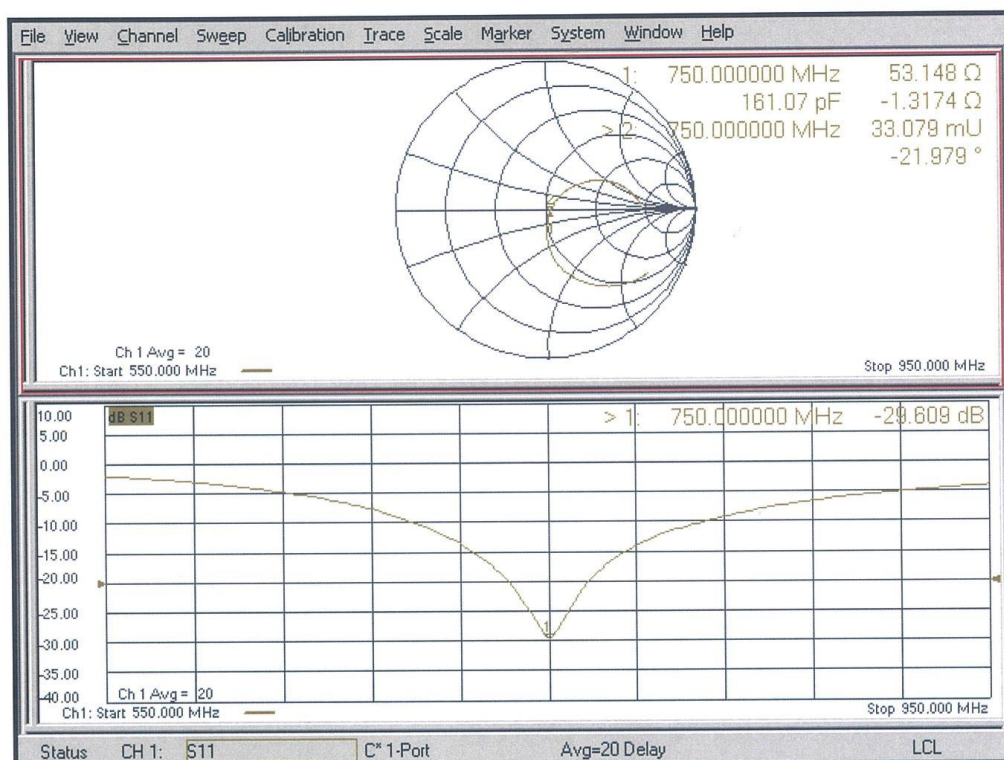 File View Channel Sweep Calibration Trace Scale Marker System Window Help
1: 750.000000 MHz 53.148 Ω
161.07 pF -1.3174 Ω
> 2: 750.000000 MHz 33.079 mU
-21.979 °
Ch 1 Avg = 20
Ch1: Start 550.000 MHz
Stop 950.000 MHz
10.00
dB S11
> 1: 750.000000 MHz -29.609 dB
5.00
0.00
-5.00
-10.00
-15.00
-20.00
-25.00
1
-30.00
-35.00
-40.00
Ch 1 Avg = 20
Ch1: Start 550.000 MHz
Stop 950.000 MHz
Status CH 1: S11 C* 1-Port Avg=20 Delay LCL